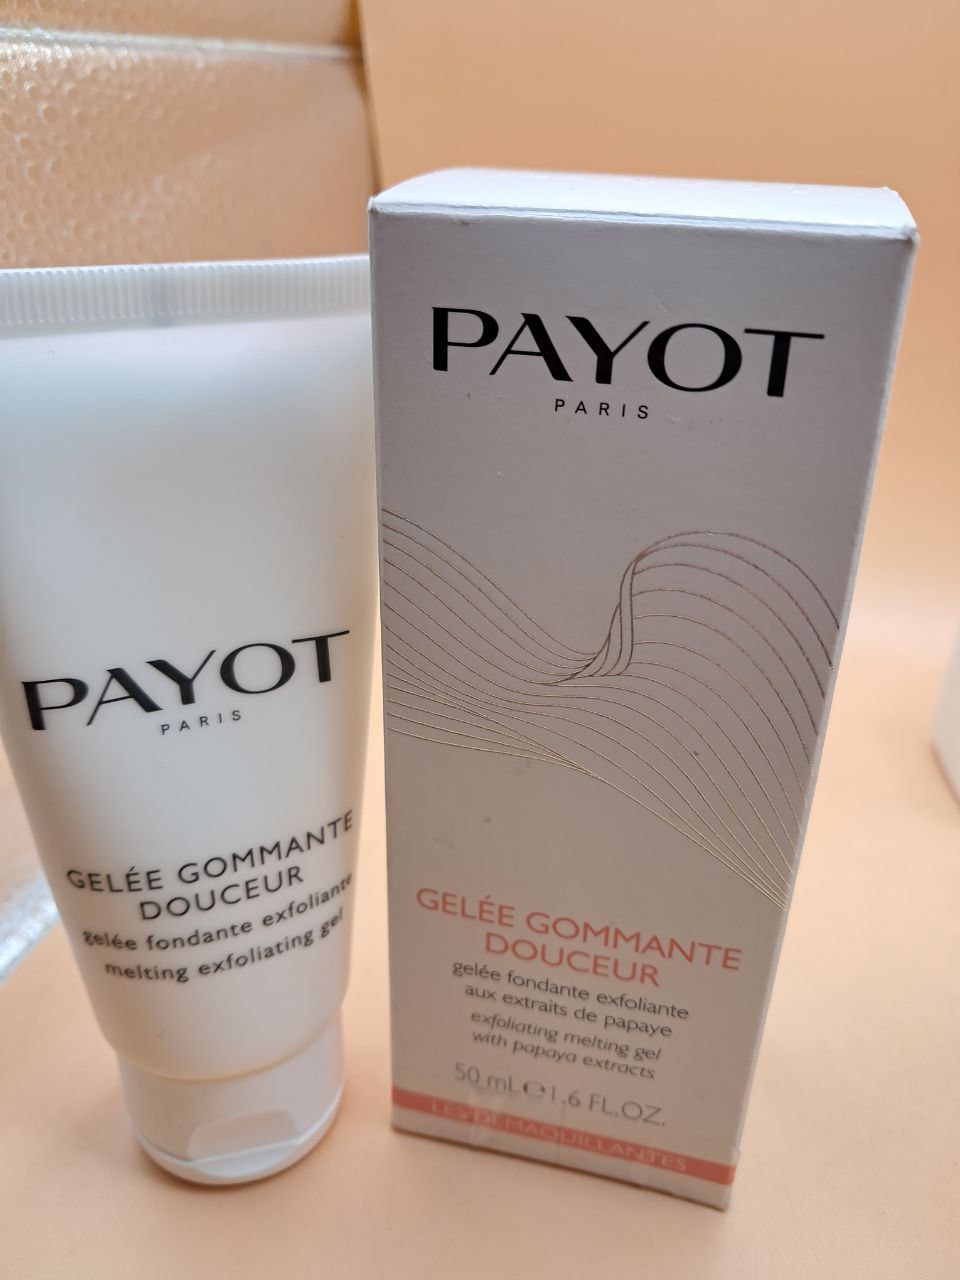 PAYOT
PARIS
GELÉE GOMMANTE
DOUCEUR
gelée fondante exfoliante
melting exfoliating gel
PAYOT
PARIS
GELÉE GOMMANTE
DOUCEUR
gelée fondante exfoliante
aux extraits de papaye
exfoliating melting gel
with papaya extracts
50 mL ℮ 1.6 FL.OZ.
LES DÉMAQUILLANTES